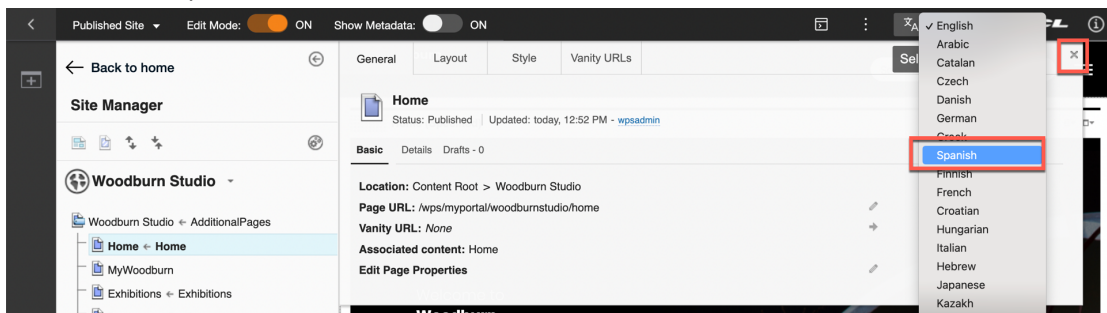 Published Site
Edit Mode:
ON
Show Metadata:
ON
Back to home
Site Manager
Woodburn Studio
Woodburn Studio ← AdditionalPages
Home ← Home
MyWoodburn
Exhibitions ← Exhibitions
General
Layout
Style
Vanity URLs
Home
Status: Published | Updated: today, 12:52 PM - wpsadmin
Basic
Details
Drafts - 0
Location: Content Root > Woodburn Studio
Page URL: /wps/myportal/woodburnstudio/home
Vanity URL: None
Associated content: Home
Edit Page Properties
Woodburn
Sel
✓ English
Arabic
Catalan
Czech
Danish
German
Greek
Spanish
Finnish
French
Croatian
Hungarian
Italian
Hebrew
Japanese
Kazakh